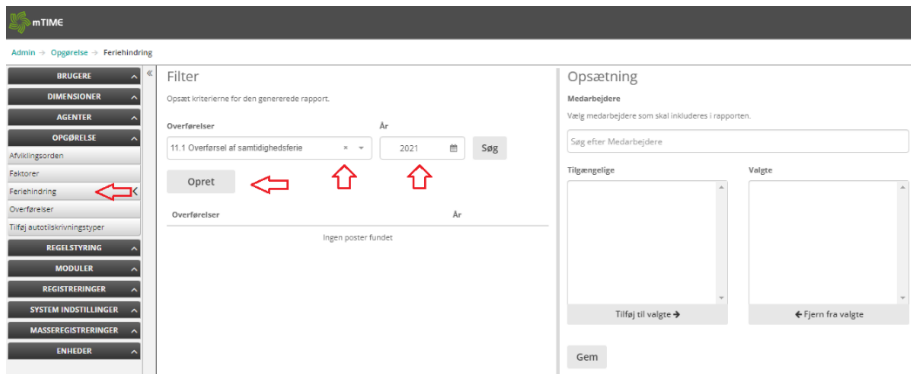 mTIME
Admin → Opgørelse → Feriehindring
BRUGERE
DIMENSIONER
AGENTER
OPGØRELSE
Afviklingsorden
Faktorer
Feriehindring
Overførelser
Tilføj autotilskrivningstyper
REGELSTYRING
MODULER
REGISTRERINGER
SYSTEM INDSTILLINGER
MASSEREGISTRERINGER
ENHEDER
Filter
Opsæt kriterierne for den genererede rapport.
Overførelser År
11.1 Overførsel af samtidighedsferie × 2021 Søg
Opret
Overførelser År
Ingen poster fundet
Opsætning
Medarbejdere
Vælg medarbejdere som skal inkluderes i rapporten.
Søg efter Medarbejdere
Tilgængelige Valgte
Tilføj til valgte → ← Fjern fra valgte
Gem